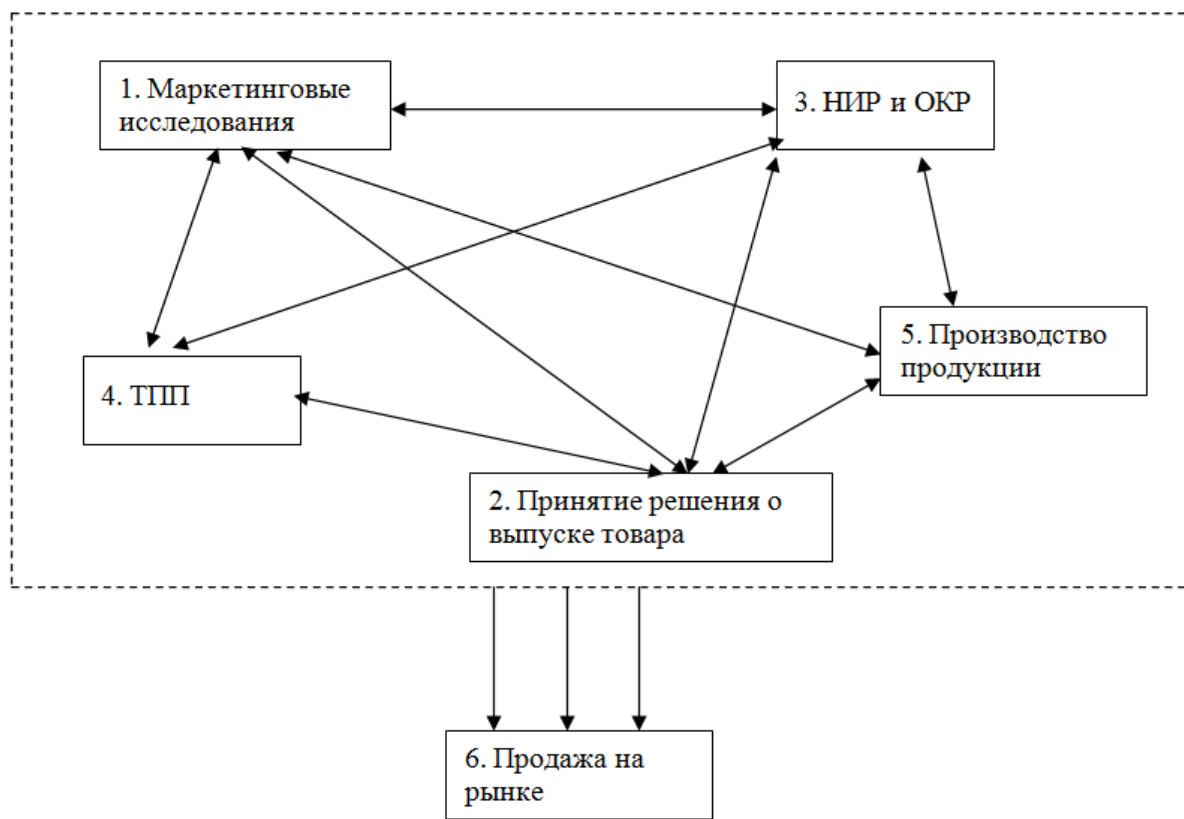 1. Маркетинговые
исследования
3. НИР и ОКР
5. Производство
продукции
4. ТПП
2. Принятие решения о
выпуске товара
6. Продажа на
рынке